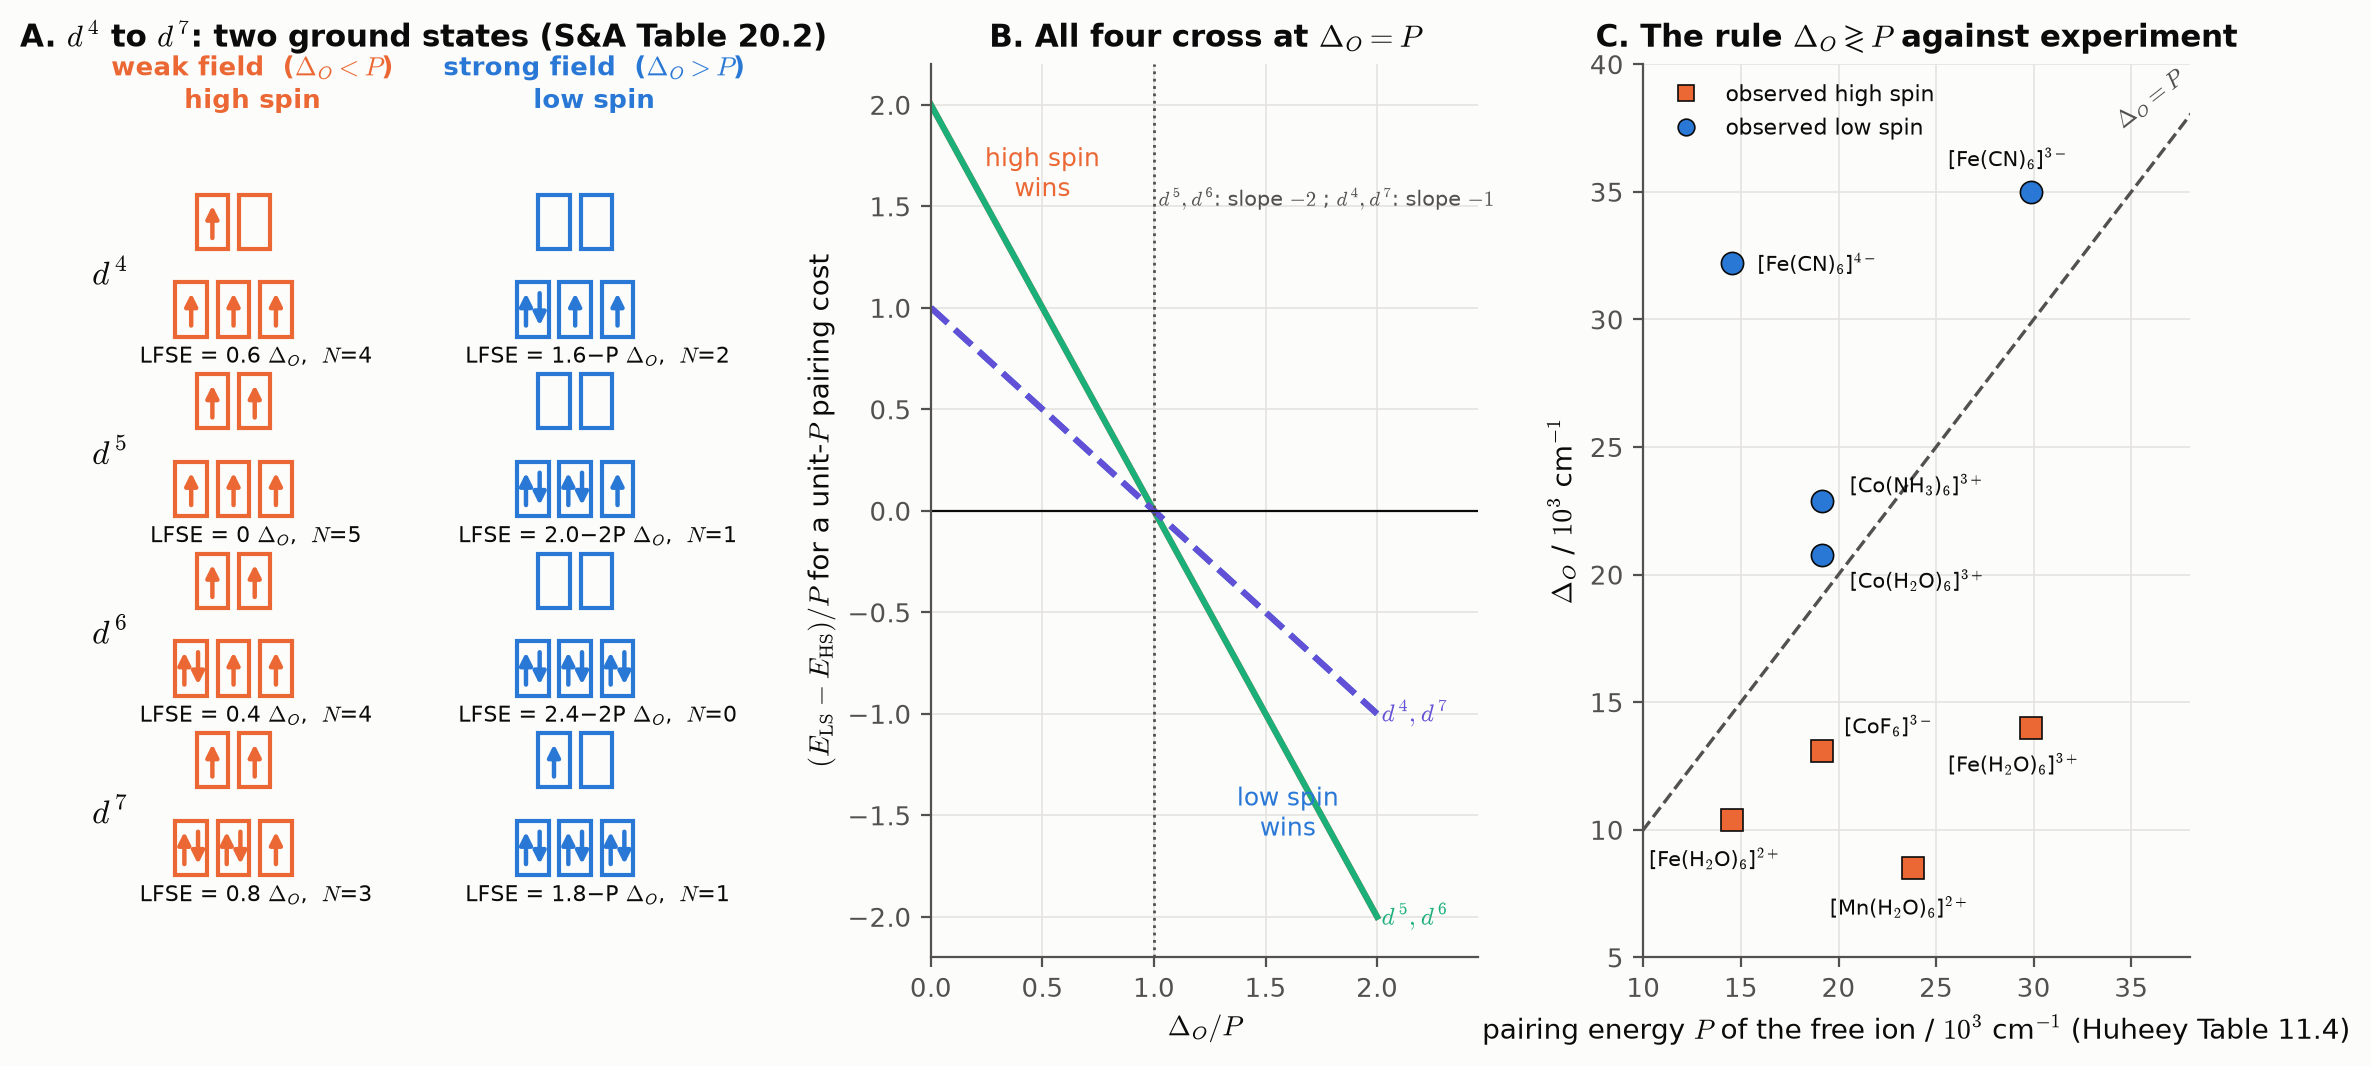 A. d⁴ to d⁷: two ground states (S&A Table 20.2)
weak field (Δ_O < P)
high spin
strong field (Δ_O > P)
low spin
d⁴
LFSE = 0.6 Δ_O, N=4
LFSE = 1.6−P Δ_O, N=2
d⁵
LFSE = 0 Δ_O, N=5
LFSE = 2.0−2P Δ_O, N=1
d⁶
LFSE = 0.4 Δ_O, N=4
LFSE = 2.4−2P Δ_O, N=0
d⁷
LFSE = 0.8 Δ_O, N=3
LFSE = 1.8−P Δ_O, N=1
B. All four cross at Δ_O = P
(E_LS − E_HS)/P for a unit-P pairing cost
2.0
1.5
1.0
0.5
0.0
−0.5
−1.0
−1.5
−2.0
high spin
wins
d⁵, d⁶: slope −2 ; d⁴, d⁷: slope −1
d⁴, d⁷
low spin
wins
d⁵, d⁶
0.0
0.5
1.0
1.5
2.0
Δ_O/P
C. The rule Δ_O ≷ P against experiment
Δ_O / 10³ cm⁻¹
40
35
30
25
20
15
10
5
observed high spin
observed low spin
Δ_O = P
[Fe(CN)₆]³⁻
[Fe(CN)₆]⁴⁻
[Co(NH₃)₆]³⁺
[Co(H₂O)₆]³⁺
[CoF₆]³⁻
[Fe(H₂O)₆]³⁺
[Fe(H₂O)₆]²⁺
[Mn(H₂O)₆]²⁺
10
15
20
25
30
35
pairing energy P of the free ion / 10³ cm⁻¹ (Huheey Table 11.4)